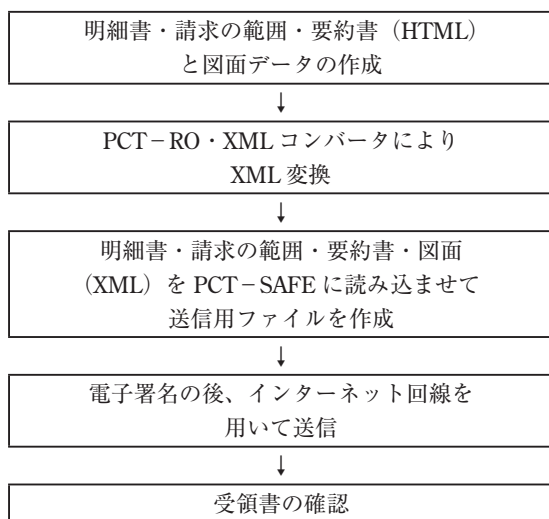 明細書・請求の範囲・要約書（HTML）
と図面データの作成
↓
PCT−RO・XML コンバータにより
XML 変換
↓
明細書・請求の範囲・要約書・図面
（XML）を PCT−SAFE に読み込ませて
送信用ファイルを作成
↓
電子署名の後、インターネット回線を
用いて送信
↓
受領書の確認